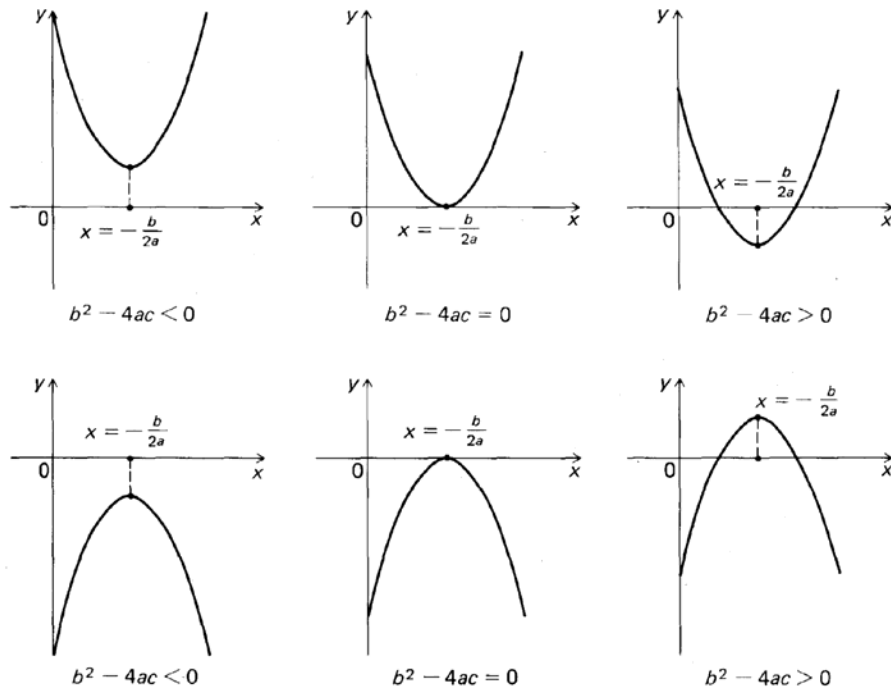 y
0
x
x = − b/2a
b² − 4ac < 0
y
0
x
x = − b/2a
b² − 4ac = 0
y
x = − b/2a
0
x
b² − 4ac > 0
y
x = − b/2a
0
x
b² − 4ac < 0
y
x = − b/2a
0
x
b² − 4ac = 0
y
x = − b/2a
0
x
b² − 4ac > 0